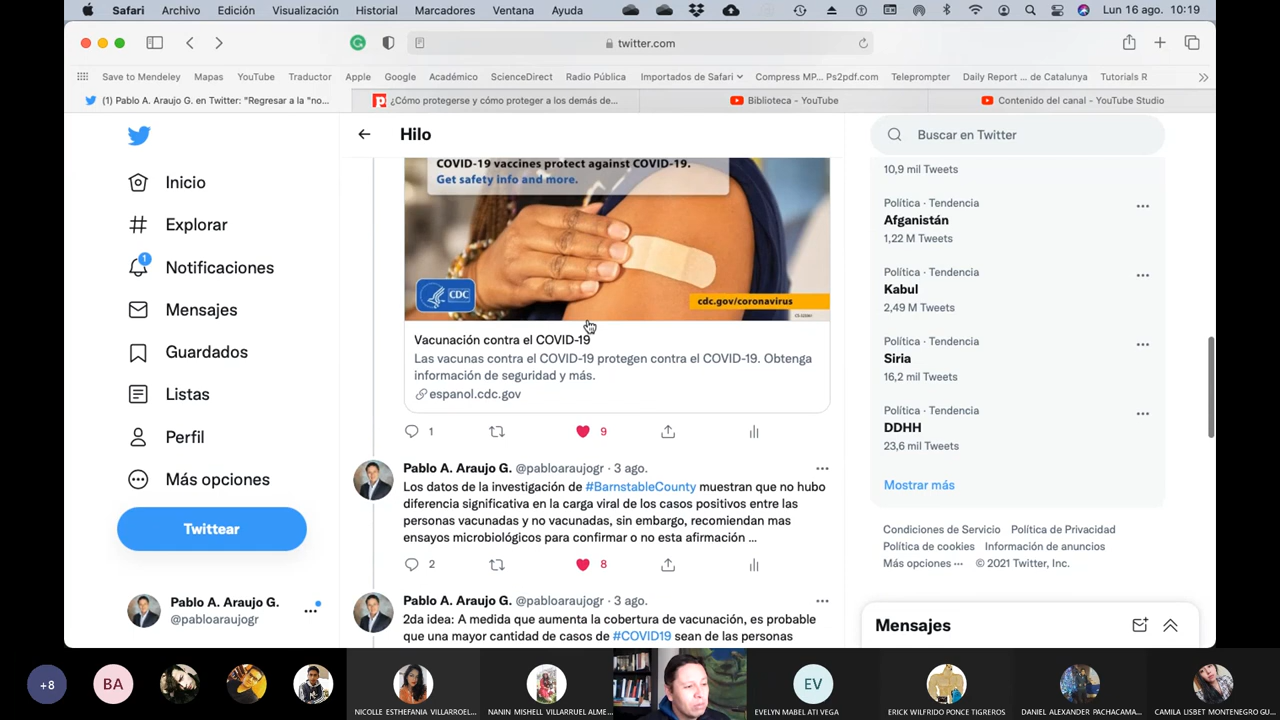 Safari Archivo Edición Visualización Historial Marcadores Ventana Ayuda Lun 16 ago. 10:19
twitter.com
Save to Mendeley Mapas YouTube Traductor Apple Google Académico ScienceDirect Radio Pública Importados de Safari Compress MP... Ps2pdf.com Teleprompter Daily Report ... de Catalunya Tutorials R
(1) Pablo A. Araujo G. en Twitter: "Regresar a la "no... ¿Cómo protegerse y cómo proteger a los demás de... Biblioteca - YouTube Contenido del canal - YouTube Studio
Inicio
Explorar
1
Notificaciones
Mensajes
Guardados
Listas
Perfil
Más opciones
Twittear
Pablo A. Araujo G.
@pabloaraujogr
Hilo
COVID-19 vaccines protect against COVID-19.
Get safety info and more.
CDC
cdc.gov/coronavirus
Vacunación contra el COVID-19
Las vacunas contra el COVID-19 protegen contra el COVID-19. Obtenga
información de seguridad y más.
espanol.cdc.gov
1 9
Pablo A. Araujo G. @pabloaraujogr · 3 ago.
Los datos de la investigación de #BarnstableCounty muestran que no hubo
diferencia significativa en la carga viral de los casos positivos entre las
personas vacunadas y no vacunadas, sin embargo, recomiendan mas
ensayos microbiológicos para confirmar o no esta afirmación ...
2 8
Pablo A. Araujo G. @pabloaraujogr · 3 ago.
2da idea: A medida que aumenta la cobertura de vacunación, es probable
que una mayor cantidad de casos de #COVID19 sean de las personas
Buscar en Twitter
10,9 mil Tweets
Política · Tendencia
Afganistán
1,22 M Tweets
Política · Tendencia
Kabul
2,49 M Tweets
Política · Tendencia
Siria
16,2 mil Tweets
Política · Tendencia
DDHH
23,6 mil Tweets
Mostrar más
Condiciones de Servicio Política de Privacidad
Política de cookies Información de anuncios
Más opciones ··· © 2021 Twitter, Inc.
Mensajes
+8 BA EV
NICOLLE ESTHEFANIA VILLARROEL... NANIN MISHELL VILLARRUEL ALME... EVELYN MABEL ATI VEGA ERICK WILFRIDO PONCE TIGREROS DANIEL ALEXANDER PACHACAMA... CAMILA LISBET MONTENEGRO GU...